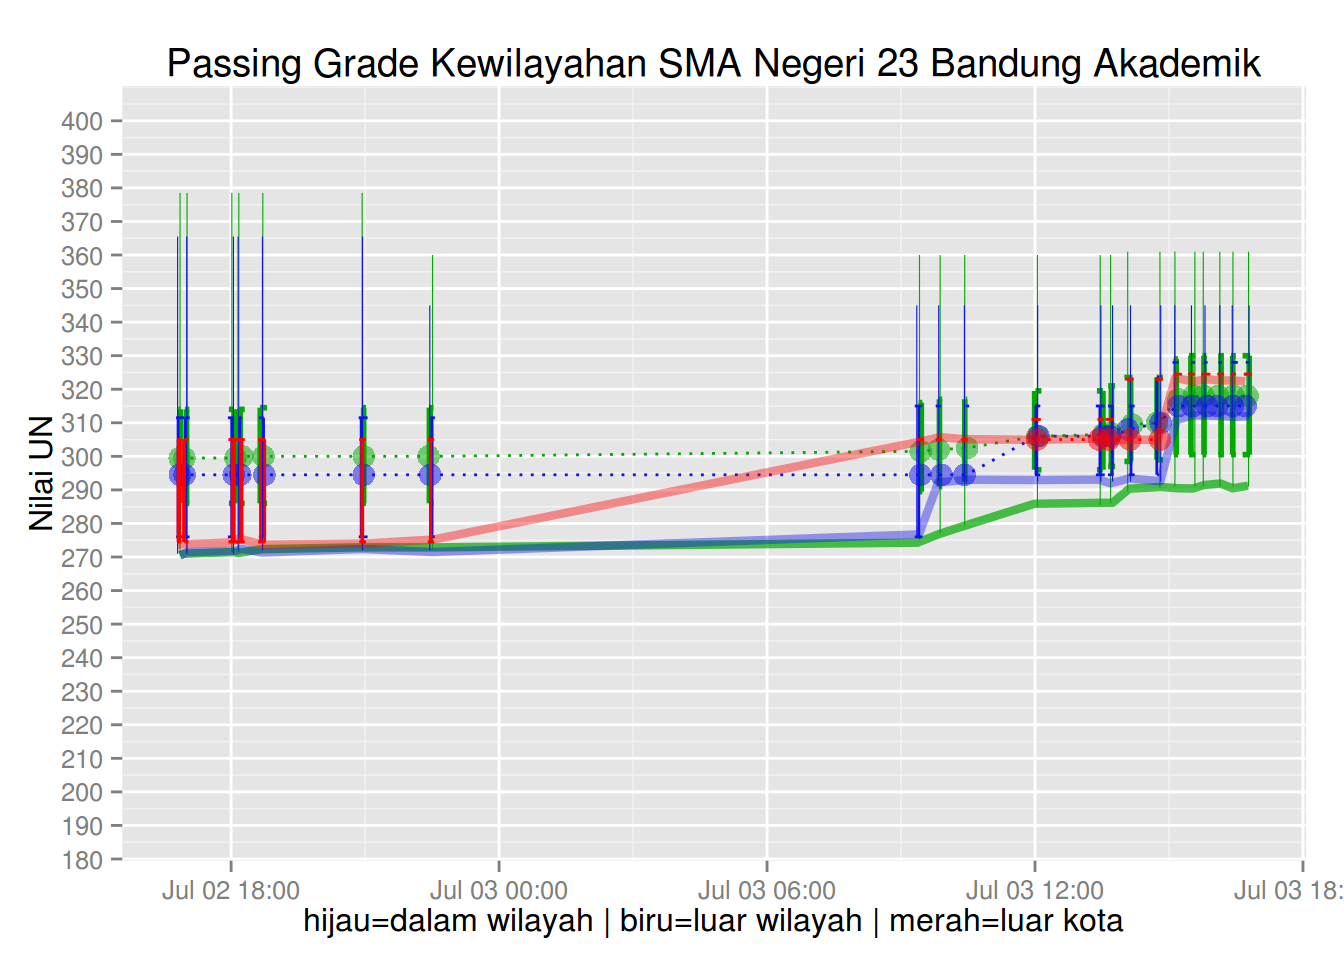 Passing Grade Kewilayahan SMA Negeri 23 Bandung Akademik
Nilai UN
400
390
380
370
360
350
340
330
320
310
300
290
280
270
260
250
240
230
220
210
200
190
180
Jul 02 18:00
Jul 03 00:00
Jul 03 06:00
Jul 03 12:00
Jul 03 18:
hijau=dalam wilayah | biru=luar wilayah | merah=luar kota